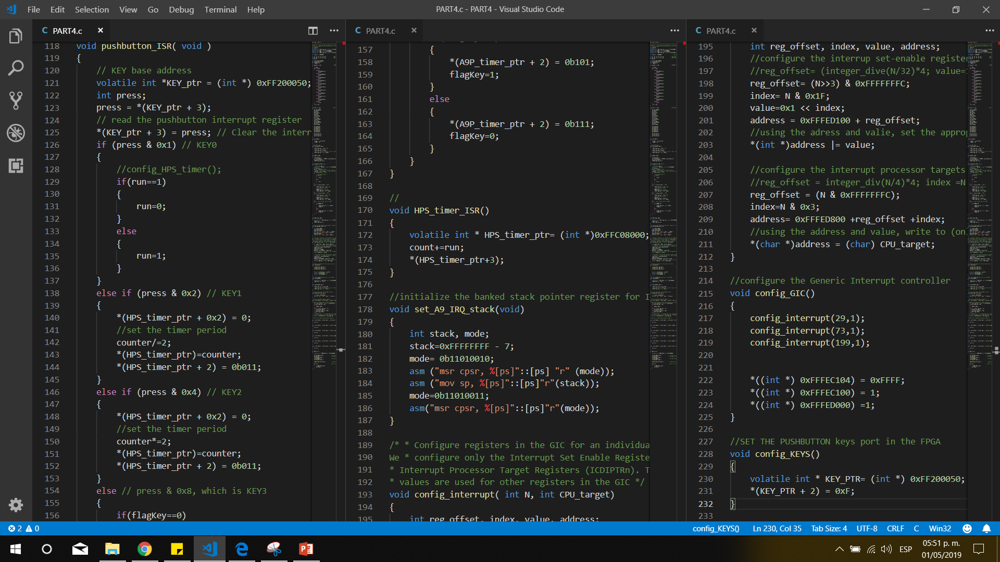 File Edit Selection View Go Debug Terminal Help
PART4.c - PART4 - Visual Studio Code
C PART4.c
118 void pushbutton_ISR( void )
119 {
120 // KEY base address
121 volatile int *KEY_ptr = (int *) 0xFF200050;
122 int press;
123 press = *(KEY_ptr + 3);
124 // read the pushbutton interrupt register
125 *(KEY_ptr + 3) = press; // Clear the interr
126 if (press & 0x1) // KEY0
127 {
128 //config_HPS_timer();
129 if(run==1)
130 {
131 run=0;
132 }
133 else
134 {
135 run=1;
136 }
137 }
138 else if (press & 0x2) // KEY1
139 {
140 *(HPS_timer_ptr + 0x2) = 0;
141 //set the timer period
142 counter/=2;
143 *(HPS_timer_ptr)=counter;
144 *(HPS_timer_ptr + 2) = 0b011;
145 }
146 else if (press & 0x4) // KEY2
147 {
148 *(HPS_timer_ptr + 0x2) = 0;
149 //set the timer period
150 counter*=2;
151 *(HPS_timer_ptr)=counter;
152 *(HPS_timer_ptr + 2) = 0b011;
153 }
154 else // press & 0x8, which is KEY3
155 {
156 if(flagKey==0)
C PART4.c
157 {
158 *(A9P_timer_ptr + 2) = 0b101;
159 flagKey=1;
160 }
161 else
162 {
163 *(A9P_timer_ptr + 2) = 0b111;
164 flagKey=0;
165 }
166 }
167 }
168
169 //
170 void HPS_timer_ISR()
171 {
172 volatile int * HPS_timer_ptr= (int *)0xFFC08000;
173 count+=run;
174 *(HPS_timer_ptr+3);
175 }
176
177 //initialize the banked stack pointer register for I
178 void set_A9_IRQ_stack(void)
179 {
180 int stack, mode;
181 stack=0xFFFFFFFF - 7;
182 mode= 0b11010010;
183 asm ("msr cpsr, %[ps]"::[ps] "r" (mode));
184 asm ("mov sp, %[ps]"::[ps]"r"(stack));
185 mode=0b11010011;
186 asm("msr cpsr, %[ps]"::[ps]"r"(mode));
187 }
188
189 /* * Configure registers in the GIC for an individua
190 We * configure only the Interrupt Set Enable Registe
191 * Interrupt Processor Target Registers (ICDIPTRn). T
192 * values are used for other registers in the GIC */
193 void config_interrupt( int N, int CPU_target)
194 {
195 int reg_offset, index, value, address;
C PART4.c
195 int reg_offset, index, value, address;
196 //configure the interrup set-enable registe
197 //reg_offset= (integer_dive(N/32)*4; value=
198 reg_offset= (N>>3) & 0xFFFFFFFC;
199 index= N & 0x1F;
200 value=0x1 << index;
201 address = 0xFFFED100 + reg_offset;
202 //using the adress and valie, set the appro
203 *(int *)address |= value;
204
205 //configure the interrupt processor targets
206 //reg_offset = integer_div(N/4)*4; index =N
207 reg_offset = (N & 0xFFFFFFFC);
208 index=N & 0x3;
209 address= 0xFFFED800 +reg_offset +index;
210 //using the address and value, write to (on
211 *(char *)address = (char) CPU_target;
212 }
213
214 //configure the Generic Interrupt controller
215 void config_GIC()
216 {
217 config_interrupt(29,1);
218 config_interrupt(73,1);
219 config_interrupt(199,1);
220
221
222 *((int *) 0xFFFEC104) = 0xFFFF;
223 *((int *) 0xFFFEC100) = 1;
224 *((int *) 0xFFFED000) =1;
225 }
226
227 //SET THE PUSHBUTTON keys port in the FPGA
228 void config_KEYS()
229 {
230 volatile int * KEY_PTR= (int *) 0xFF200050;
231 *(KEY_PTR + 2) = 0xF;
232 }
233
2 0
config_KEYS() Ln 230, Col 35 Tab Size: 4 UTF-8 CRLF C Win32
ESP
05:51 p. m.
01/05/2019